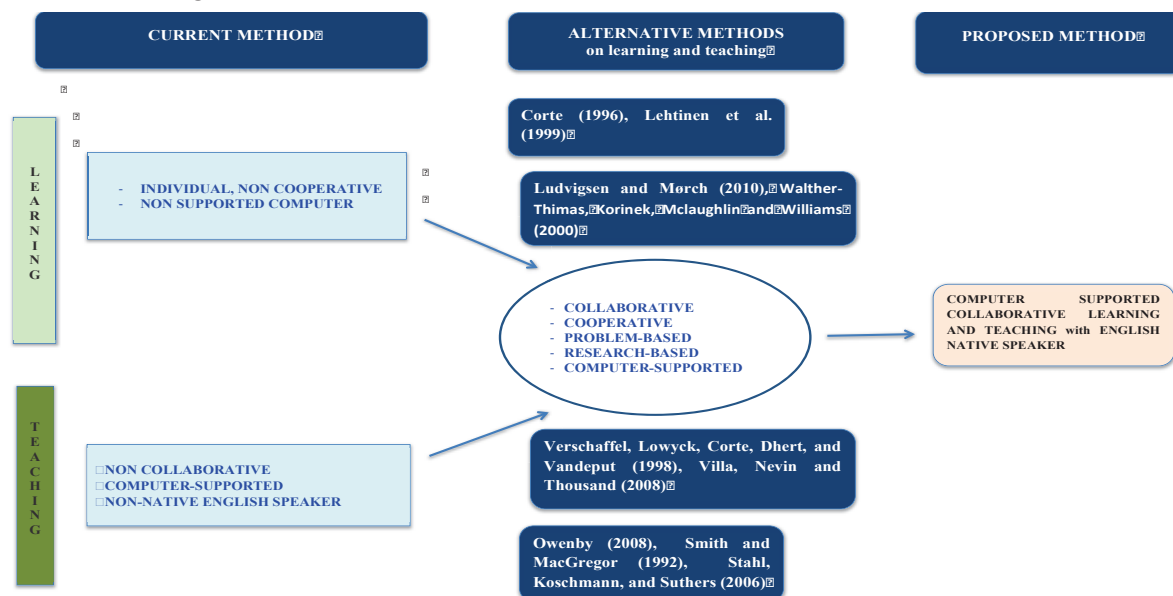 CURRENT METHOD
ALTERNATIVE METHODS
on learning and teaching
PROPOSED METHOD
L
E
A
R
N
I
N
G
- INDIVIDUAL, NON COOPERATIVE
- NON SUPPORTED COMPUTER
Corte (1996), Lehtinen et al.
(1999)
Ludvigsen and Mørch (2010), Walther-
Thimas, Korinek, Mclaughlin and Williams
(2000)
- COLLABORATIVE
- COOPERATIVE
- PROBLEM-BASED
- RESEARCH-BASED
- COMPUTER-SUPPORTED
COMPUTER SUPPORTED
COLLABORATIVE LEARNING
AND TEACHING with ENGLISH
NATIVE SPEAKER
T
E
A
C
H
I
N
G
□NON COLLABORATIVE
□COMPUTER-SUPPORTED
□NON-NATIVE ENGLISH SPEAKER
Verschaffel, Lowyck, Corte, Dhert, and
Vandeput (1998), Villa, Nevin and
Thousand (2008)
Owenby (2008), Smith and
MacGregor (1992), Stahl,
Koschmann, and Suthers (2006)